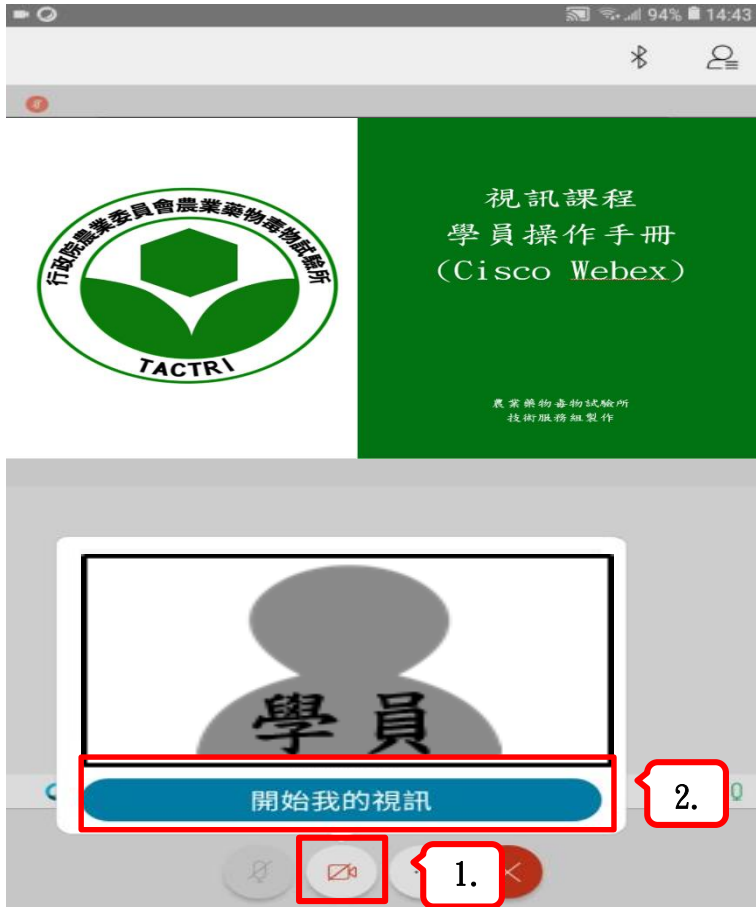 94% 14:43
行政院農業委員會農業藥物毒物試驗所
TACTRI
視訊課程
學員操作手冊
(Cisco Webex)
農業藥物毒物試驗所
技術服務組製作
學員
開始我的視訊
2.
1.